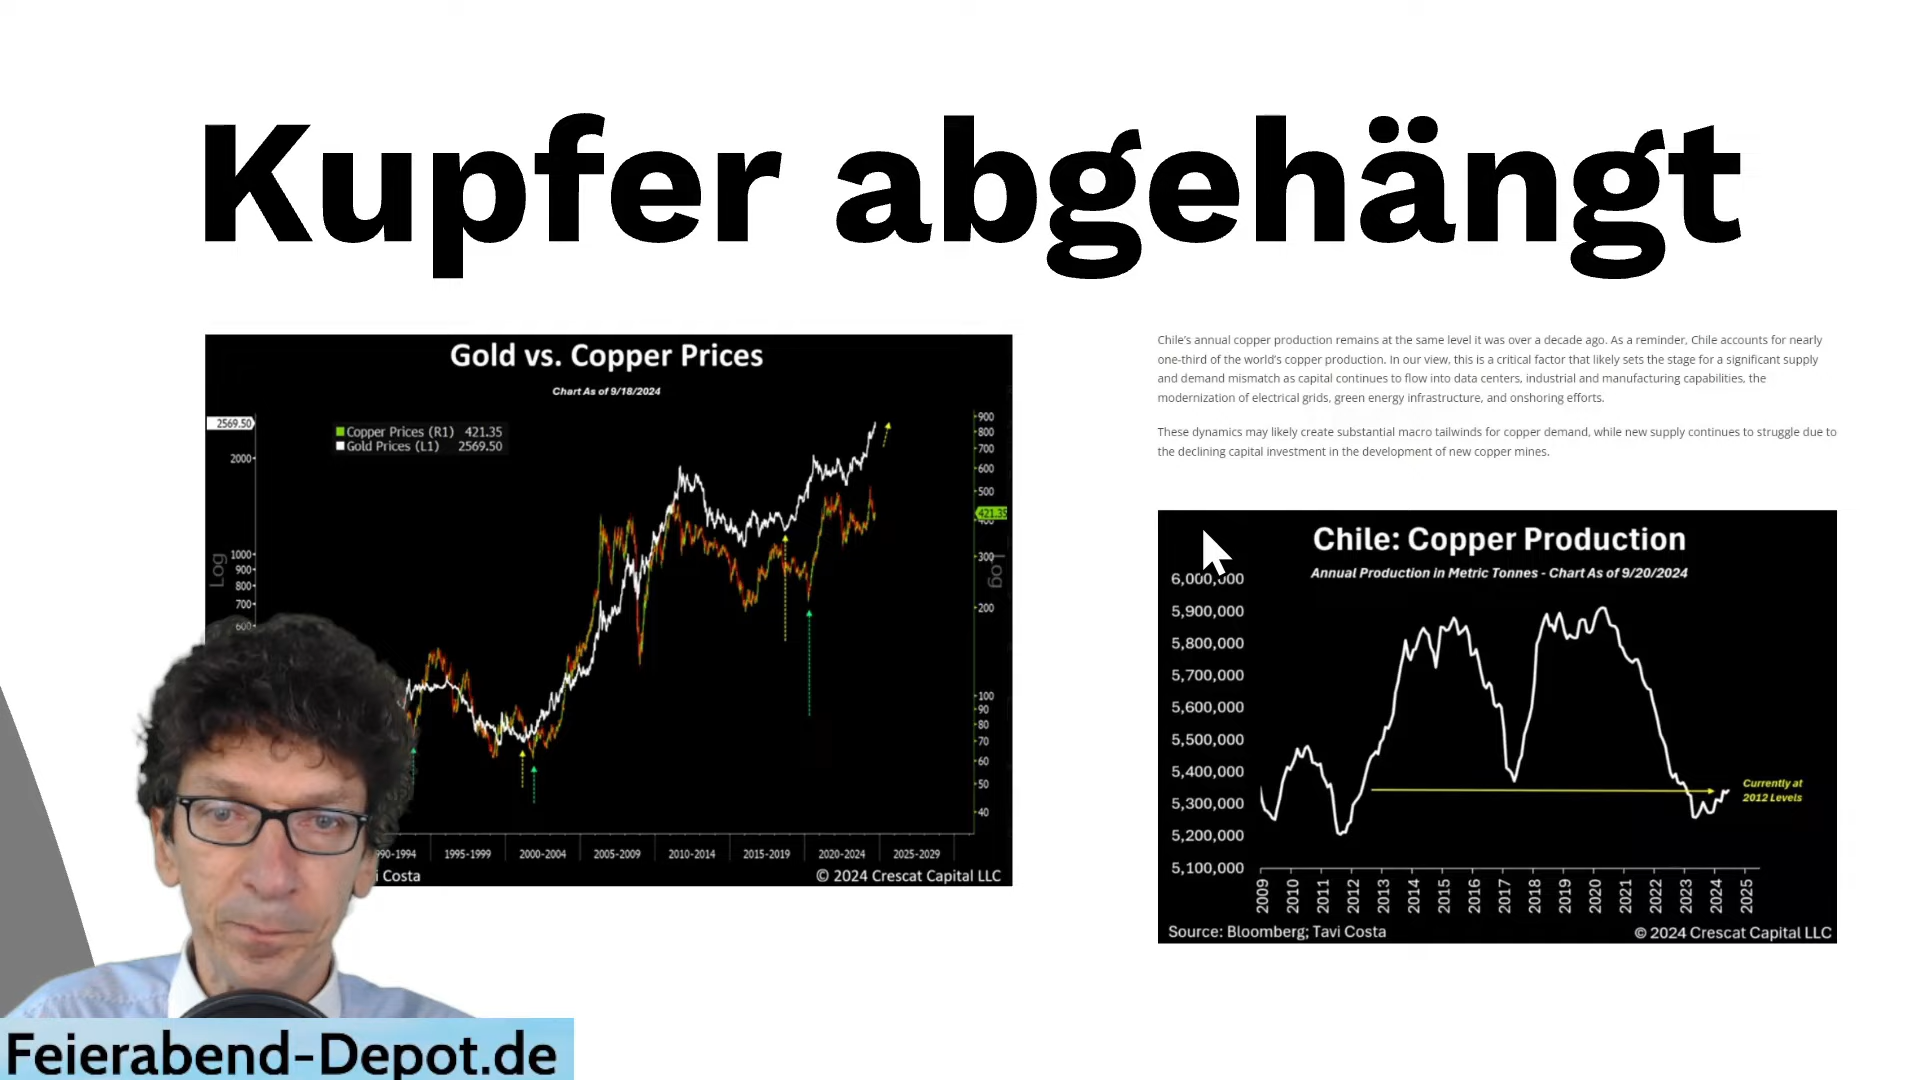 Kupfer abgehängt
Gold vs. Copper Prices
Chart As of 9/18/2024
Copper Prices (R1) 421.35
Gold Prices (L1) 2569.50
2569.50
2000
1000
900
800
700
600
Log
900
800
700
600
500
421.35
400
300
200
100
90
80
70
60
50
40
Log
90-1994
1995-1999
2000-2004
2005-2009
2010-2014
2015-2019
2020-2024
2025-2029
Costa
© 2024 Crescat Capital LLC
Chile's annual copper production remains at the same level it was over a decade ago. As a reminder, Chile accounts for nearly
one-third of the world's copper production. In our view, this is a critical factor that likely sets the stage for a significant supply
and demand mismatch as capital continues to flow into data centers, industrial and manufacturing capabilities, the
modernization of electrical grids, green energy infrastructure, and onshoring efforts.
These dynamics may likely create substantial macro tailwinds for copper demand, while new supply continues to struggle due to
the declining capital investment in the development of new copper mines.
Chile: Copper Production
Annual Production in Metric Tonnes - Chart As of 9/20/2024
6,000,000
5,900,000
5,800,000
5,700,000
5,600,000
5,500,000
5,400,000
5,300,000
5,200,000
5,100,000
Currently at
2012 Levels
2009
2010
2011
2012
2013
2014
2015
2016
2017
2018
2019
2020
2021
2022
2023
2024
2025
Source: Bloomberg; Tavi Costa
© 2024 Crescat Capital LLC
Feierabend-Depot.de